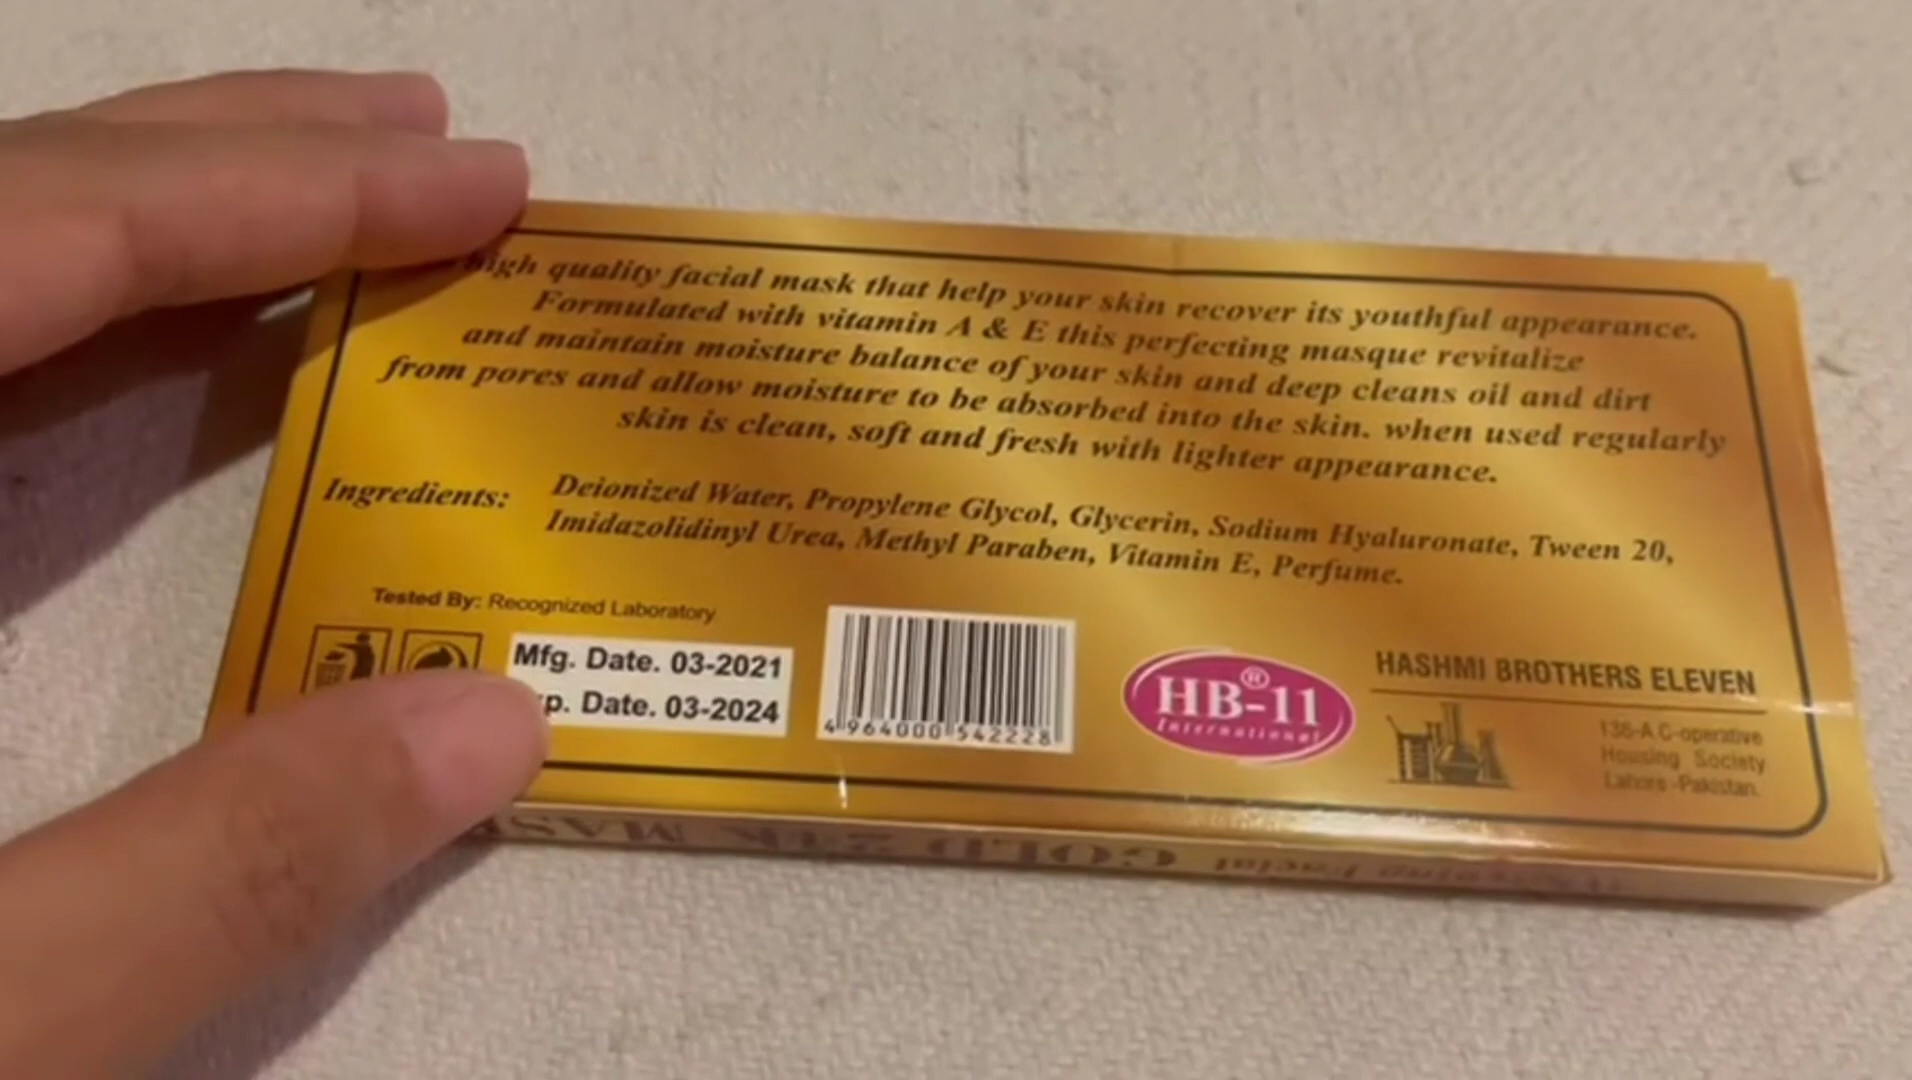 high quality facial mask that help your skin recover its youthful appearance.
Formulated with vitamin A & E this perfecting masque revitalize
and maintain moisture balance of your skin and deep cleans oil and dirt
from pores and allow moisture to be absorbed into the skin. when used regularly
skin is clean, soft and fresh with lighter appearance.
Ingredients: Deionized Water, Propylene Glycol, Glycerin, Sodium Hyaluronate, Tween 20,
Imidazolidinyl Urea, Methyl Paraben, Vitamin E, Perfume.
Tested By: Recognized Laboratory
Mfg. Date. 03-2021
p. Date. 03-2024
4 964000 542228
HB-11 ®
International
HASHMI BROTHERS ELEVEN
136-A C-operative
Housing Society
Lahore -Pakistan.
Facial GOLD 24K MASK